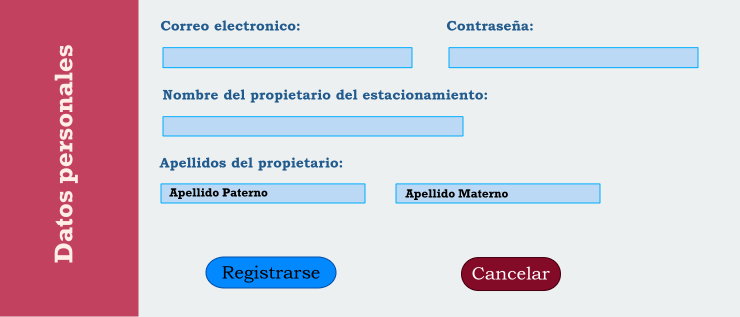 Datos personales
Correo electronico:
Contraseña:
Nombre del propietario del estacionamiento:
Apellidos del propietario:
Apellido Paterno
Apellido Materno
Registrarse
Cancelar